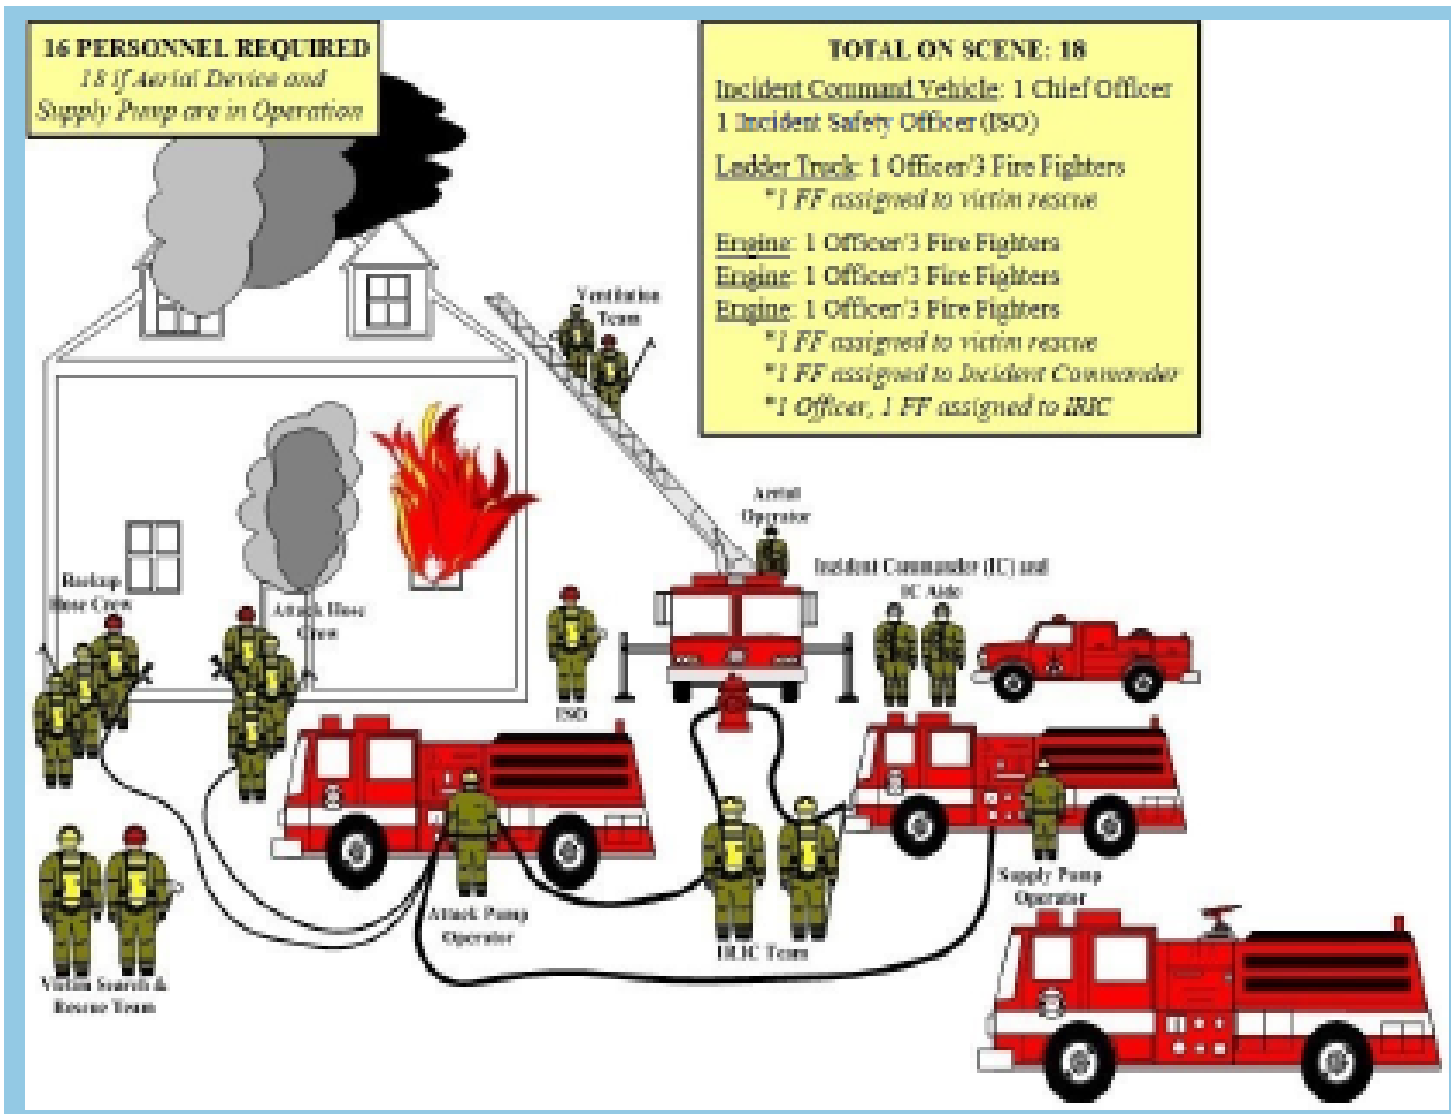 16 PERSONNEL REQUIRED
18 if Aerial Device and
Supply Pump are in Operation
TOTAL ON SCENE: 18
Incident Command Vehicle: 1 Chief Officer
1 Incident Safety Officer (ISO)
Ladder Truck: 1 Officer/3 Fire Fighters
*1 FF assigned to victim rescue
Engine: 1 Officer/3 Fire Fighters
Engine: 1 Officer/3 Fire Fighters
Engine: 1 Officer/3 Fire Fighters
*1 FF assigned to victim rescue
*1 FF assigned to Incident Commander
*1 Officer, 1 FF assigned to IRIC
Ventilation
Team
Aerial
Operator
Incident Commander (IC) and
IC Aide
Backup
Hose Crew
Attack Hose
Crew
ISO
Supply Pump
Operator
Attack Pump
Operator
IRIC Team
Victim Search &
Rescue Team